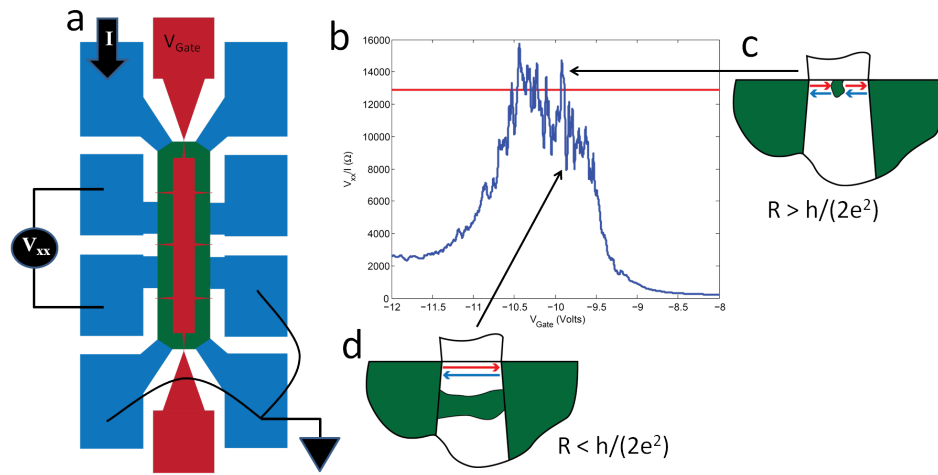 a
I
V_Gate
V_xx
b
16000
14000
12000
10000
8000
6000
4000
2000
0
V_xx/I (Ω)
−12 −11.5 −11 −10.5 −10 −9.5 −9 −8.5 −8
V_Gate (Volts)
c
R > h/(2e²)
d
R < h/(2e²)